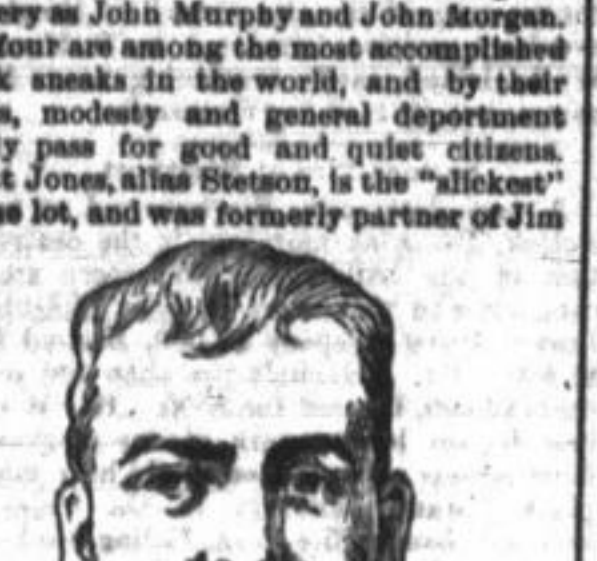 ery as John Murphy and John Morgan.
four are among the most accomplished
k sneaks in the world, and by their
s, modesty and general deportment
ly pass for good and quiet citizens.
t Jones, alias Stetson, is the "slickest"
he lot, and was formerly partner of Jim